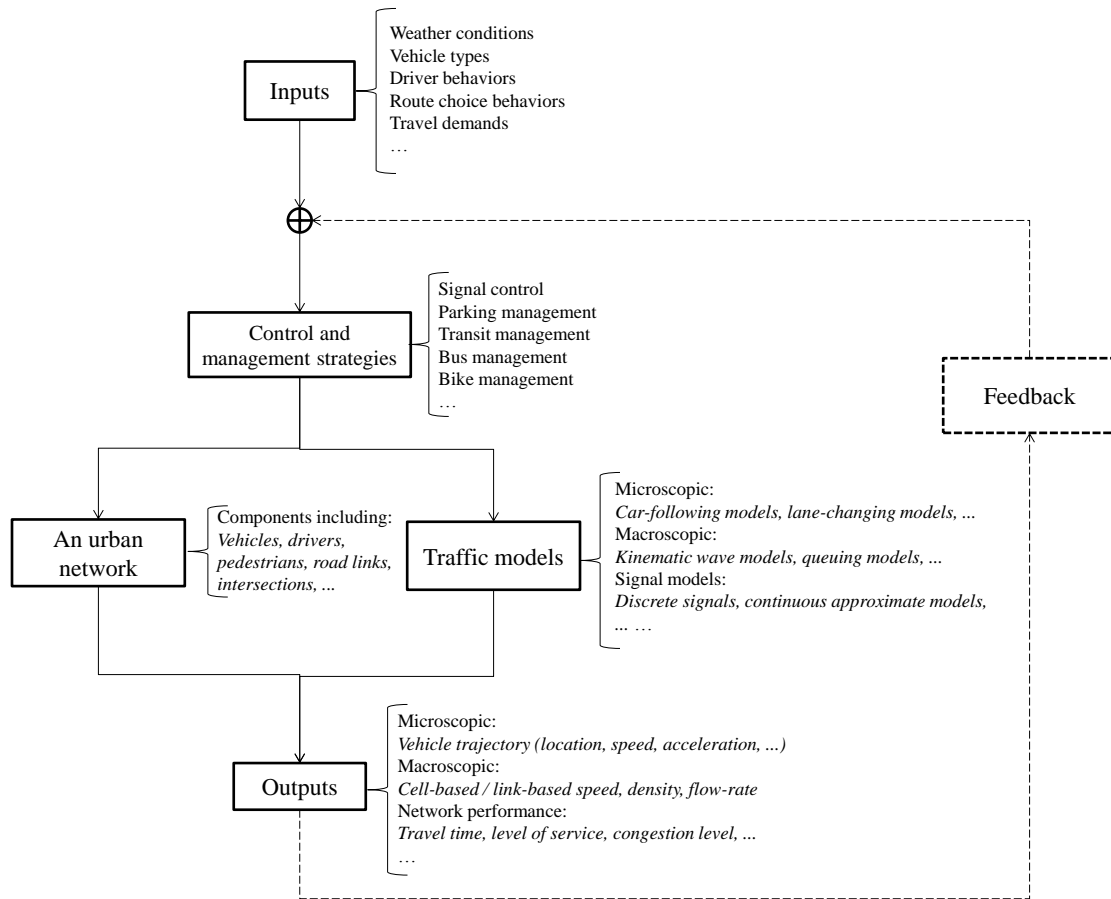 Weather conditions
Vehicle types
Driver behaviors
Route choice behaviors
Travel demands
…
Inputs
Signal control
Parking management
Transit management
Bus management
Bike management
…
Control and
management strategies
Feedback
An urban
network
Components including:
Vehicles, drivers,
pedestrians, road links,
intersections, ...
Traffic models
Microscopic:
Car-following models, lane-changing models, ...
Macroscopic:
Kinematic wave models, queuing models, ...
Signal models:
Discrete signals, continuous approximate models,
... …
Outputs
Microscopic:
Vehicle trajectory (location, speed, acceleration, ...)
Macroscopic:
Cell-based / link-based speed, density, flow-rate
Network performance:
Travel time, level of service, congestion level, ...
…